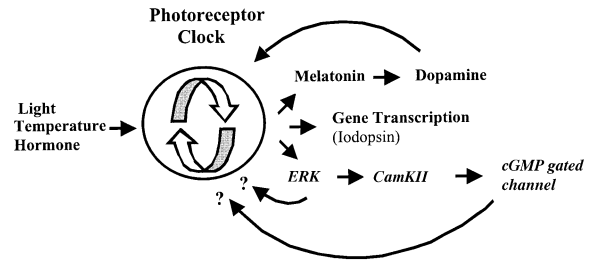 Photoreceptor
Clock
Light
Temperature
Hormone
Melatonin
Dopamine
Gene Transcription
(Iodopsin)
ERK
CamKII
cGMP gated
channel
?
?